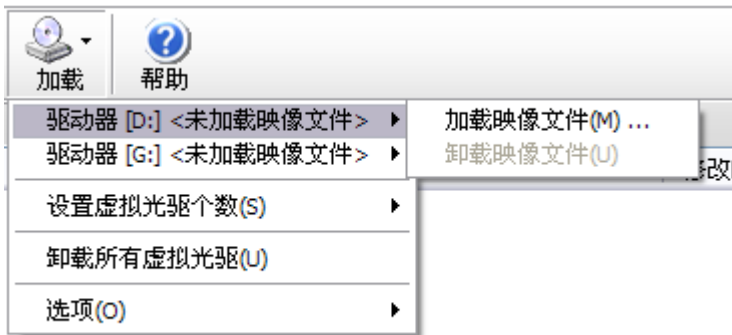 加载
帮助
驱动器 [D:] <未加载映像文件>
加载映像文件(M) ...
驱动器 [G:] <未加载映像文件>
卸载映像文件(U)
修改
设置虚拟光驱个数(S)
卸载所有虚拟光驱(U)
选项(O)